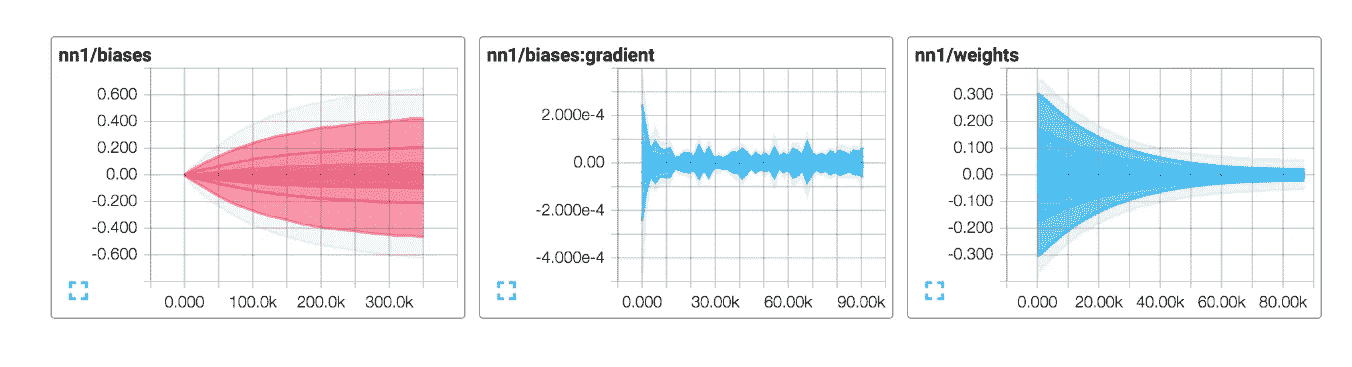 nn1/biases
0.600
0.400
0.200
0.00
-0.200
-0.400
-0.600
0.000 100.0k 200.0k 300.0k
nn1/biases:gradient
2.000e-4
0.00
-2.000e-4
-4.000e-4
0.000 30.00k 60.00k 90.00k
nn1/weights
0.300
0.200
0.100
0.00
-0.100
-0.200
-0.300
0.000 20.00k 40.00k 60.00k 80.00k